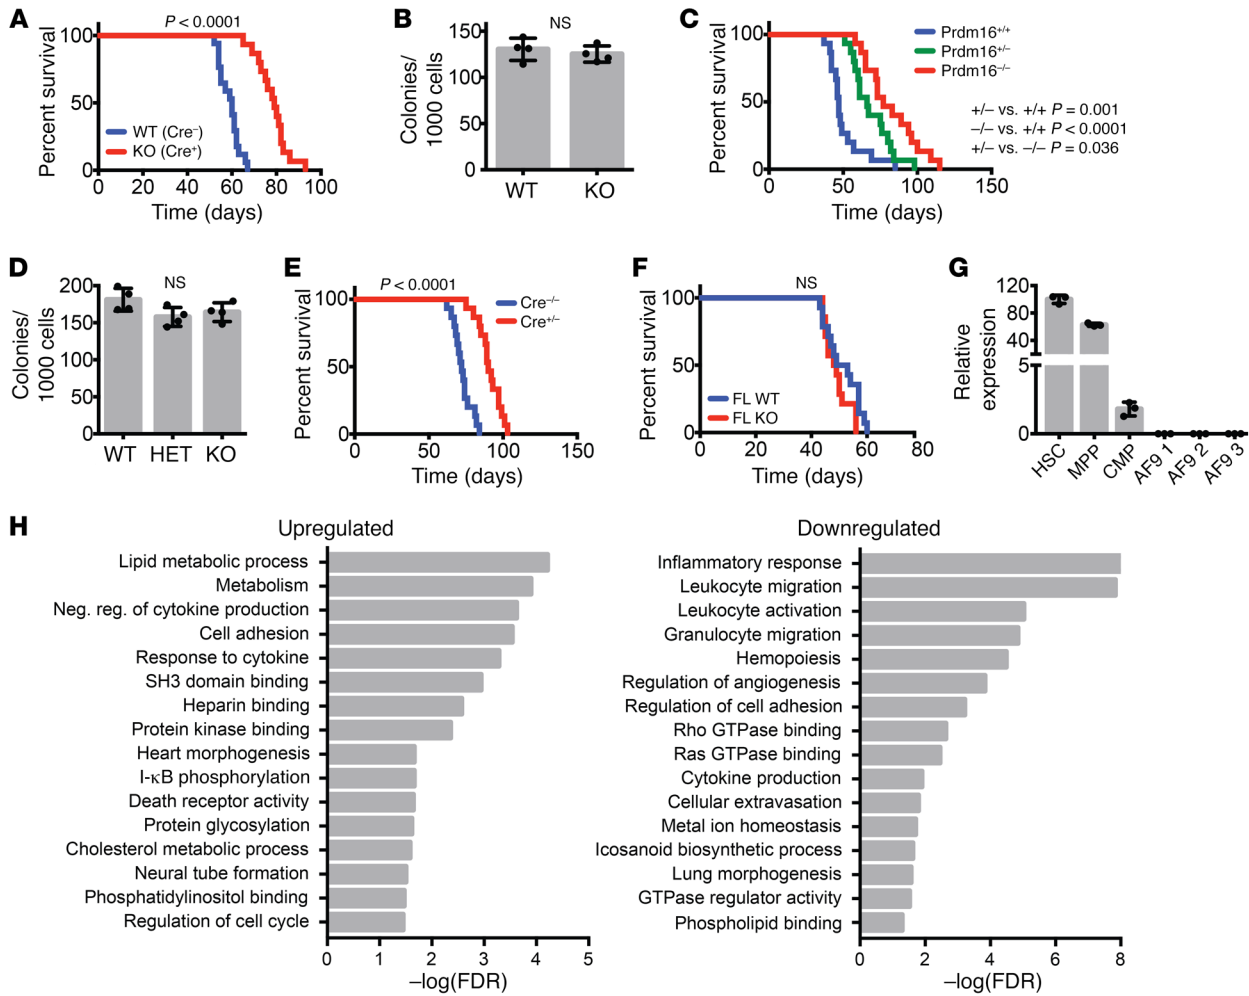 A
P < 0.0001
Percent survival
100
50
0
WT (Cre⁻)
KO (Cre⁺)
0 20 40 60 80 100
Time (days)
B
NS
Colonies/
1000 cells
150
100
50
0
WT KO
C
Percent survival
100
50
0
Prdm16⁺/⁺
Prdm16⁺/⁻
Prdm16⁻/⁻
+/– vs. +/+ P = 0.001
–/– vs. +/+ P < 0.0001
+/– vs. –/– P = 0.036
0 50 100 150
Time (days)
D
NS
Colonies/
1000 cells
200
150
100
50
0
WT HET KO
E
P < 0.0001
Percent survival
100
50
0
Cre⁻/⁻
Cre⁺/⁻
0 50 100 150
Time (days)
F
NS
Percent survival
100
50
0
FL WT
FL KO
0 20 40 60 80
Time (days)
G
Relative
expression
120
80
40
5
0
HSC MPP CMP AF9 1 AF9 2 AF9 3
H
Upregulated
Lipid metabolic process
Metabolism
Neg. reg. of cytokine production
Cell adhesion
Response to cytokine
SH3 domain binding
Heparin binding
Protein kinase binding
Heart morphogenesis
I-κB phosphorylation
Death receptor activity
Protein glycosylation
Cholesterol metabolic process
Neural tube formation
Phosphatidylinositol binding
Regulation of cell cycle
0 1 2 3 4 5
–log(FDR)
Downregulated
Inflammatory response
Leukocyte migration
Leukocyte activation
Granulocyte migration
Hemopoiesis
Regulation of angiogenesis
Regulation of cell adhesion
Rho GTPase binding
Ras GTPase binding
Cytokine production
Cellular extravasation
Metal ion homeostasis
Icosanoid biosynthetic process
Lung morphogenesis
GTPase regulator activity
Phospholipid binding
0 2 4 6 8
–log(FDR)